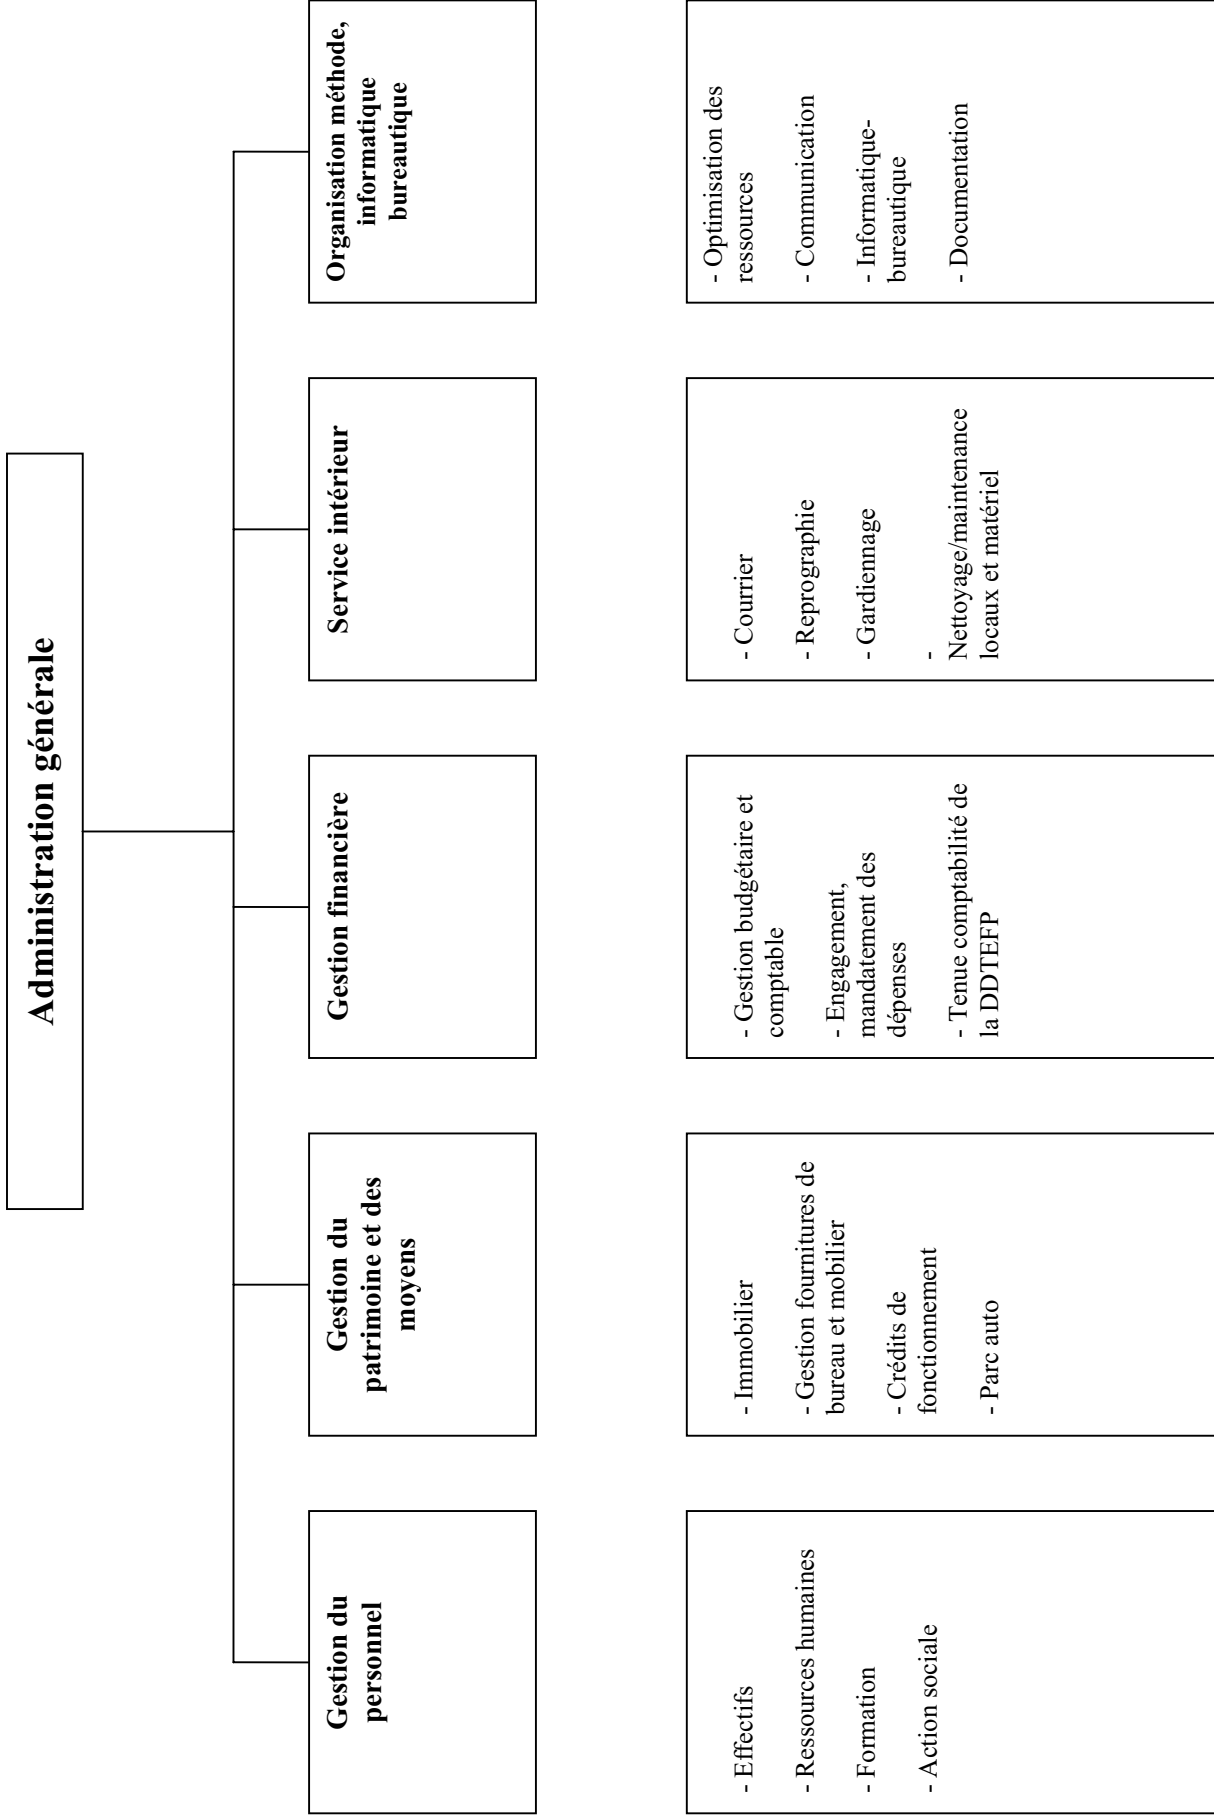 Administration générale
Gestion du
personnel
Gestion du
patrimoine et des
moyens
Gestion financière
Service intérieur
Organisation méthode,
informatique
bureautique
- Effectifs
- Ressources humaines
- Formation
- Action sociale
- Immobilier
- Gestion fournitures de
bureau et mobilier
- Crédits de
fonctionnement
- Parc auto
- Gestion budgétaire et
comptable
- Engagement,
mandatement des
dépenses
- Tenue comptabilité de
la DDTEFP
- Courrier
- Reprographie
- Gardiennage
-
Nettoyage/maintenance
locaux et matériel
- Optimisation des
ressources
- Communication
- Informatique-
bureautique
- Documentation